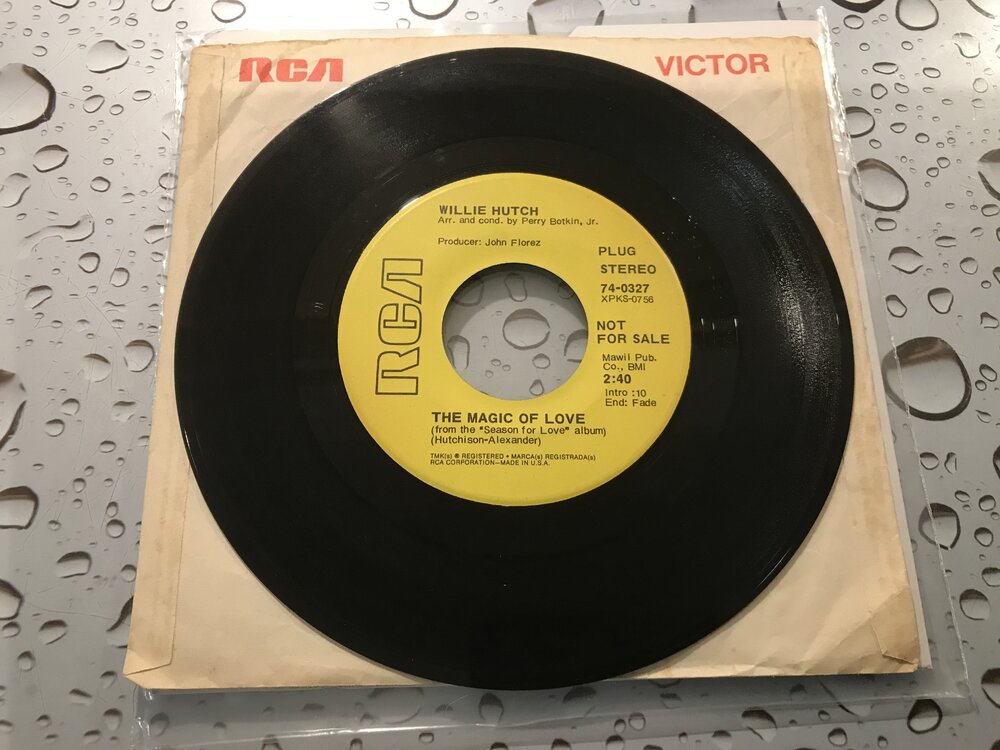 RCA VICTOR
WILLIE HUTCH
Arr. and cond. by Perry Botkin, Jr.
Producer: John Florez
PLUG
STEREO
74-0327
XPKS-0756
NOT
FOR SALE
Mawil Pub.
Co., BMI
2:40
Intro :10
End: Fade
RCA
THE MAGIC OF LOVE
(from the "Season for Love" album)
(Hutchison-Alexander)
TMK(s) ® REGISTERED • MARCA(s) REGISTRADA(s)
RCA CORPORATION—MADE IN U.S.A.